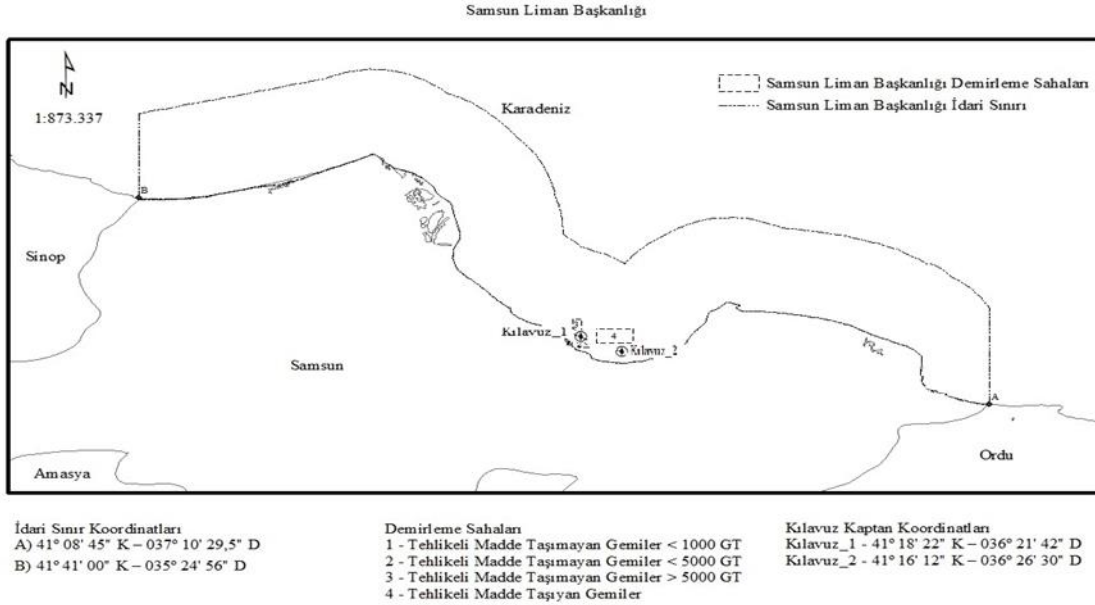 Samsun Liman Başkanlığı
N
1:873.337
Karadeniz
Samsun Liman Başkanlığı Demirleme Sahaları
Samsun Liman Başkanlığı İdari Sınırı
B
Sinop
Samsun
Kılavuz_1
4
Kılavuz_2
A
Amasya
Ordu
İdari Sınır Koordinatları
A) 41° 08' 45" K – 037° 10' 29,5" D
B) 41° 41' 00" K – 035° 24' 56" D
Demirleme Sahaları
1 - Tehlikeli Madde Taşımayan Gemiler < 1000 GT
2 - Tehlikeli Madde Taşımayan Gemiler < 5000 GT
3 - Tehlikeli Madde Taşımayan Gemiler > 5000 GT
4 - Tehlikeli Madde Taşıyan Gemiler
Kılavuz Kaptan Koordinatları
Kılavuz_1 - 41° 18' 22" K – 036° 21' 42" D
Kılavuz_2 - 41° 16' 12" K – 036° 26' 30" D